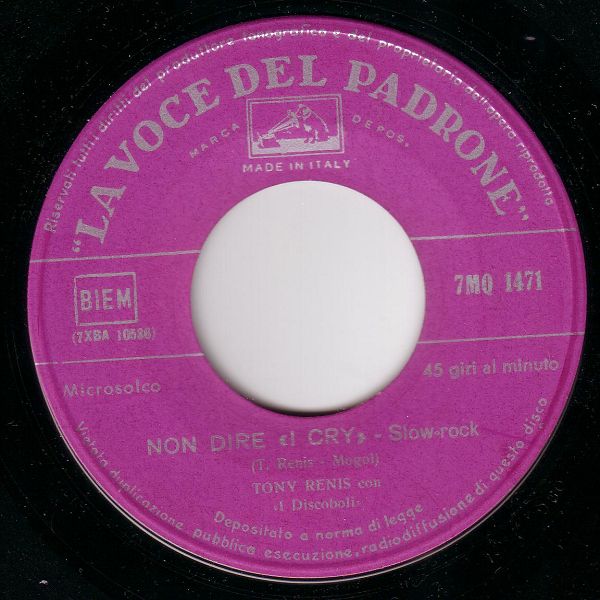 Riservati tutti diritti del produttore fonografico e del proprietario dell'opera riprodotta
"LA VOCE DEL PADRONE"
MARCA DEPOS.
MADE IN ITALY
BIEM
(7XBA 10586)
7MQ 1471
Microsolco
45 giri al minuto
NON DIRE «I CRY» - Slow-rock
(T. Renis - Mogol)
TONY RENIS con
«I Discoboli»
Depositato a norma di legge
Vietata duplicazione, pubblica esecuzione, radiodiffusione di questo disco